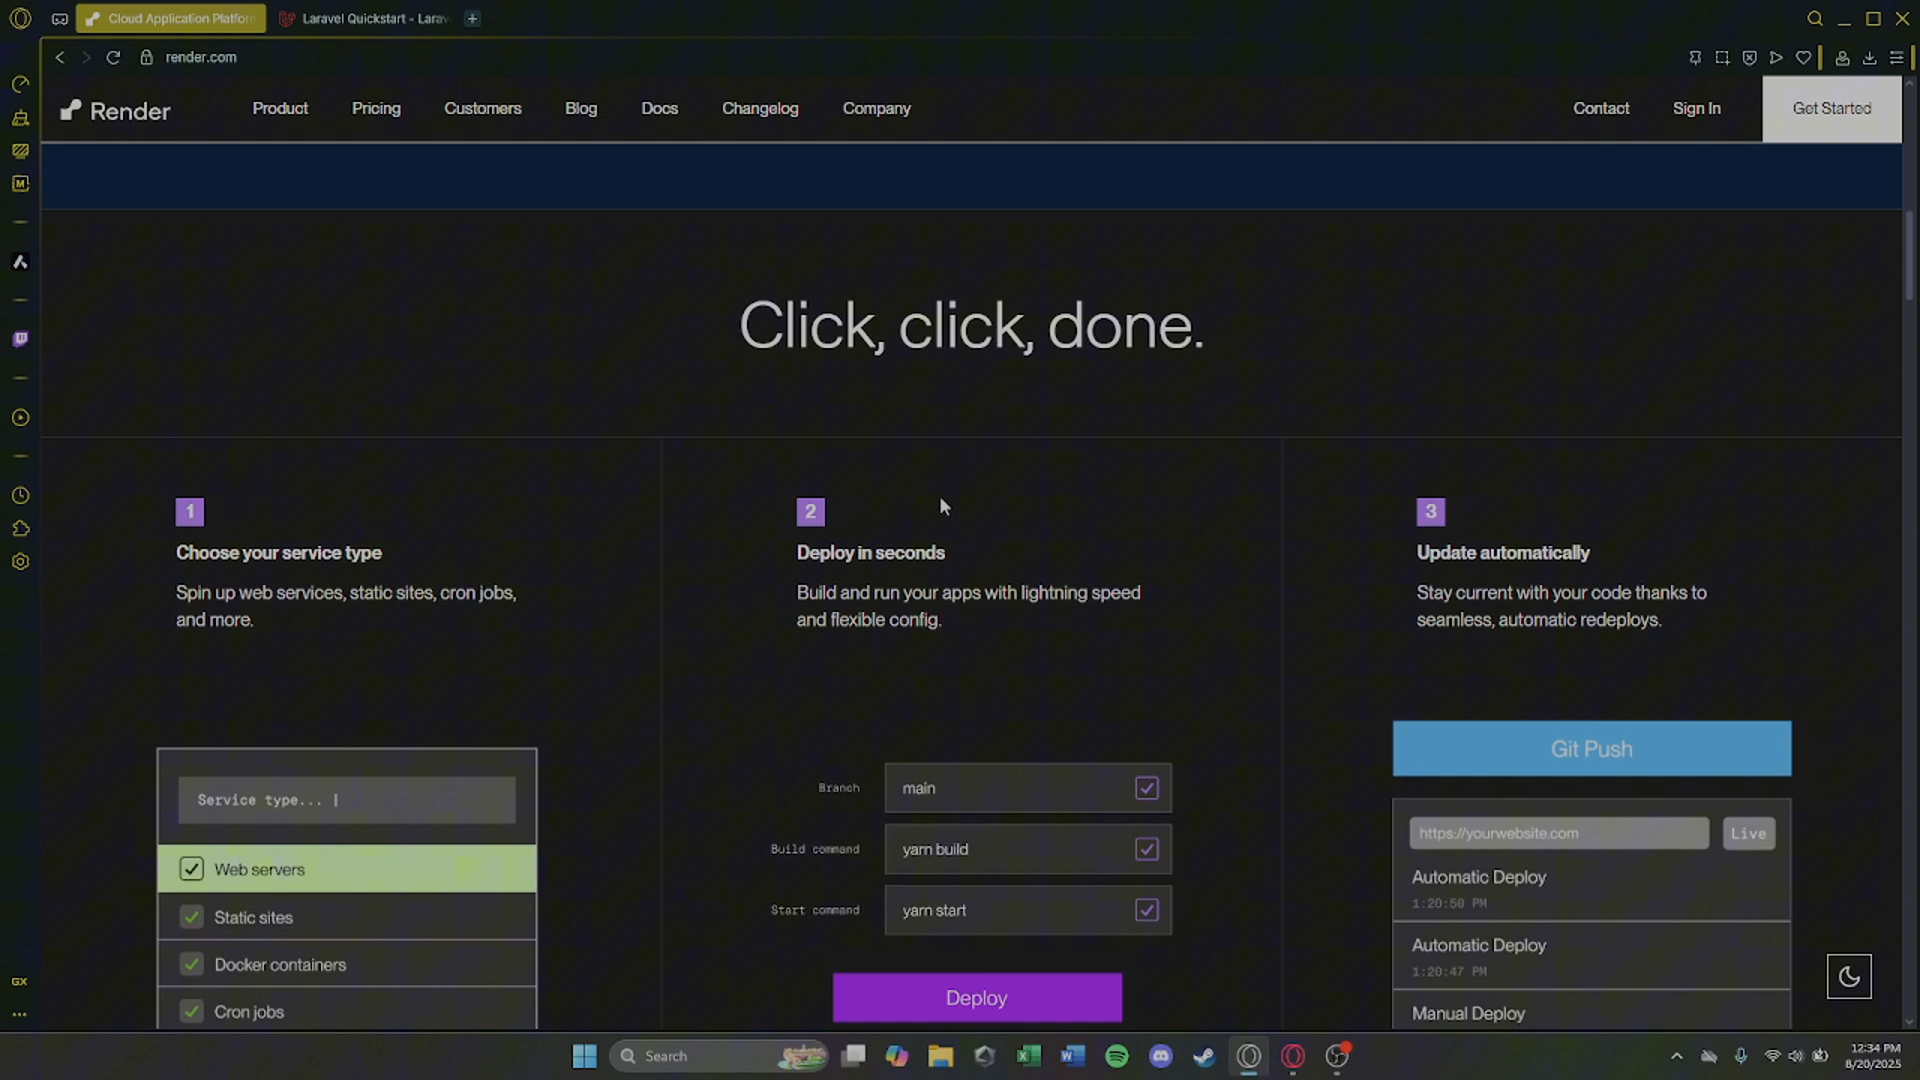 Cloud Application Platfor
Laravel Quickstart - Larav
render.com
Render
Product
Pricing
Customers
Blog
Docs
Changelog
Company
Contact
Sign In
Get Started
Click, click, done.
1
Choose your service type
Spin up web services, static sites, cron jobs,
and more.
Service type... |
Web servers
Static sites
Docker containers
Cron jobs
2
Deploy in seconds
Build and run your apps with lightning speed
and flexible config.
Branch
main
Build command
yarn build
Start command
yarn start
Deploy
3
Update automatically
Stay current with your code thanks to
seamless, automatic redeploys.
Git Push
https://yourwebsite.com
Live
Automatic Deploy
1:20:50 PM
Automatic Deploy
1:20:47 PM
Manual Deploy
GX
Search
12:34 PM
8/20/2025